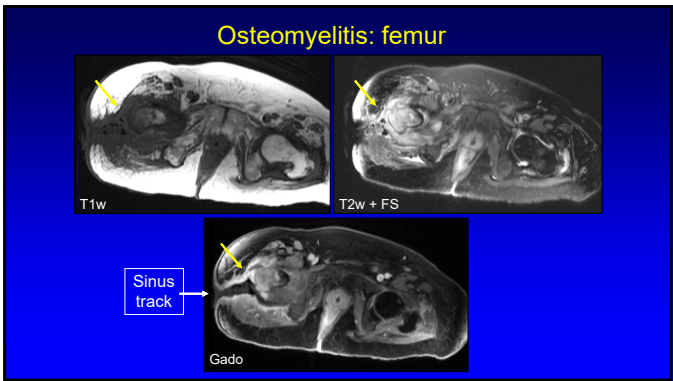 Osteomyelitis: femur
T1w
T2w + FS
Sinus
track
Gado